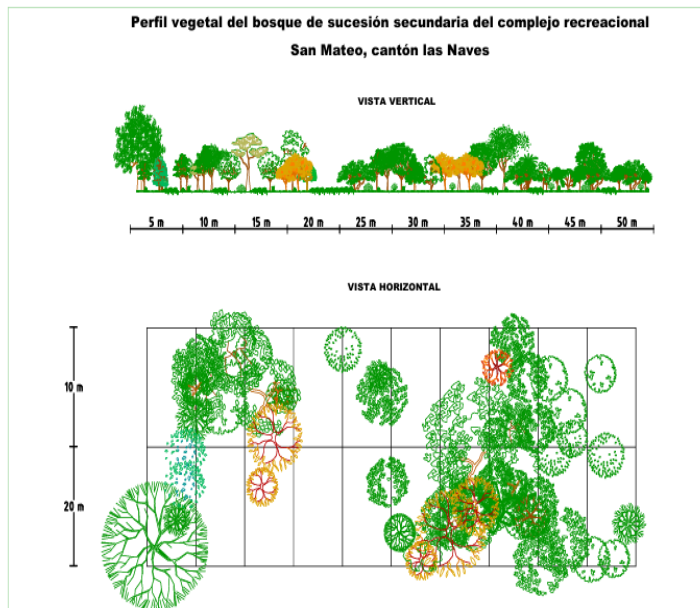 Perfil vegetal del bosque de sucesión secundaria del complejo recreacional
San Mateo, cantón las Naves
VISTA VERTICAL
5 m 10 m 15 m 20 m 25 m 30 m 35 m 40 m 45 m 50 m
VISTA HORIZONTAL
10 m
20 m